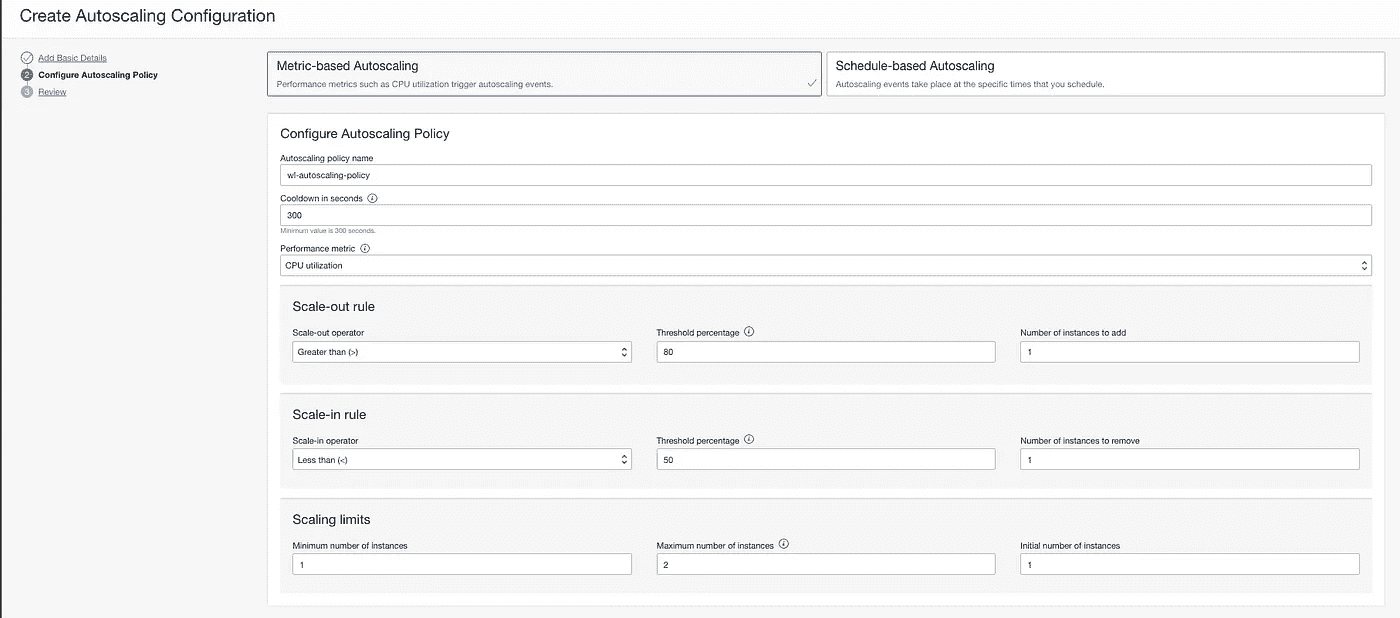 Create Autoscaling Configuration
Add Basic Details
2 Configure Autoscaling Policy
3 Review
Metric-based Autoscaling
Performance metrics such as CPU utilization trigger autoscaling events.
Schedule-based Autoscaling
Autoscaling events take place at the specific times that you schedule.
Configure Autoscaling Policy
Autoscaling policy name
wl-autoscaling-policy
Cooldown in seconds
300
Minimum value is 300 seconds.
Performance metric
CPU utilization
Scale-out rule
Scale-out operator
Greater than (>)
Threshold percentage
80
Number of instances to add
1
Scale-in rule
Scale-in operator
Less than (<)
Threshold percentage
50
Number of instances to remove
1
Scaling limits
Minimum number of instances
1
Maximum number of instances
2
Initial number of instances
1